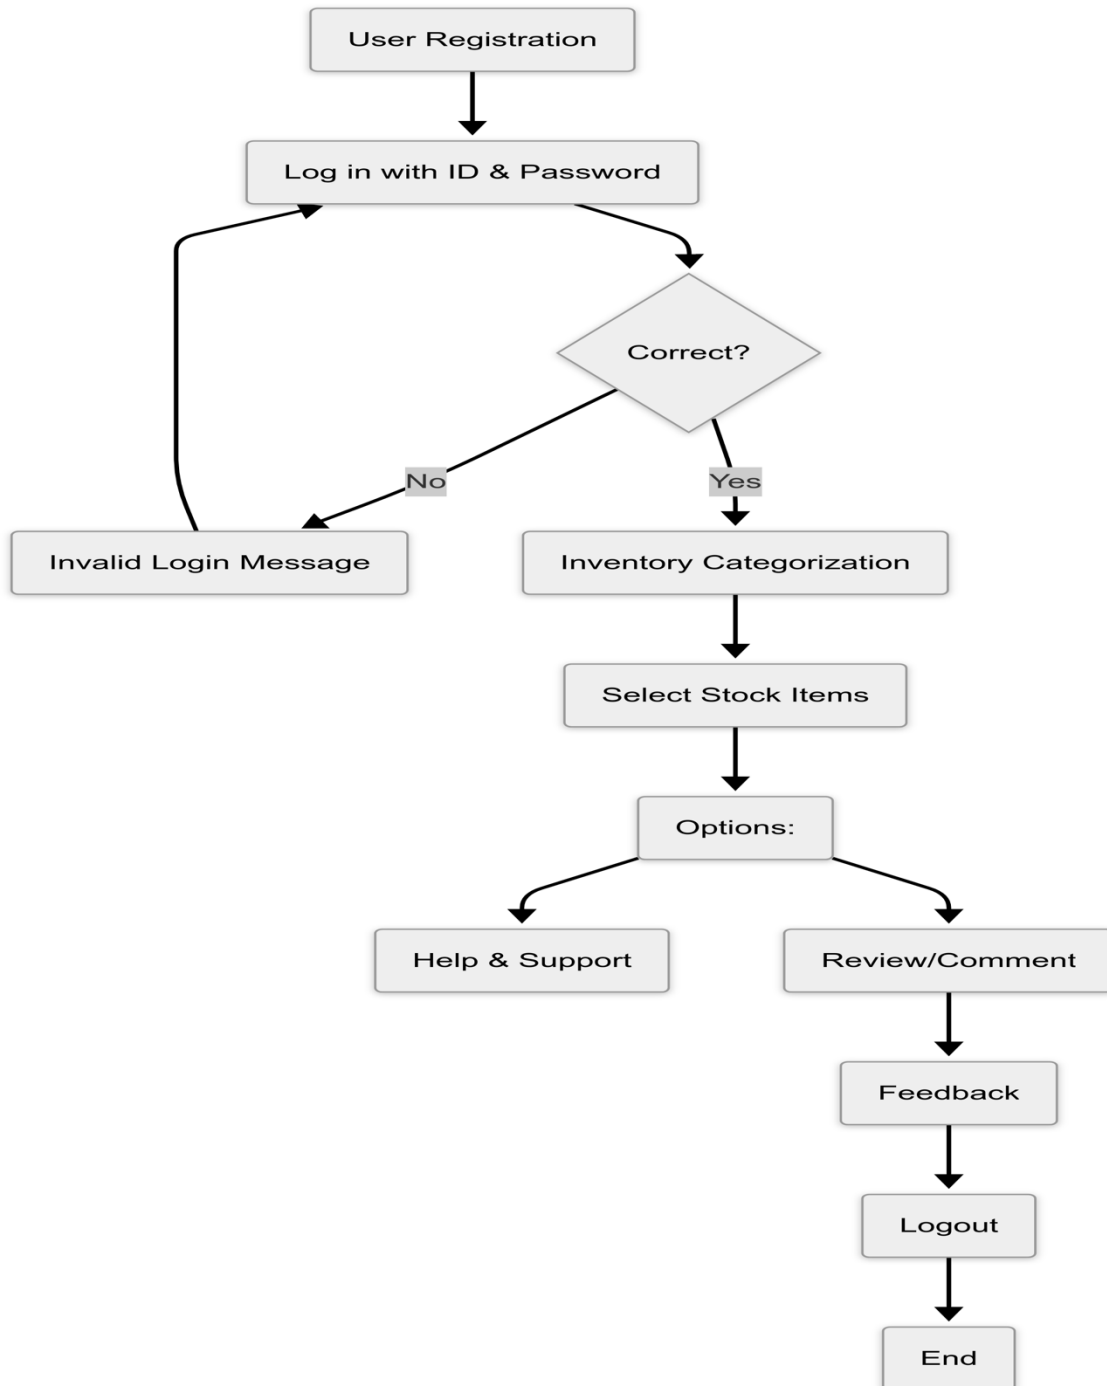 User Registration
Log in with ID & Password
Correct?
No
Yes
Invalid Login Message
Inventory Categorization
Select Stock Items
Options:
Help & Support
Review/Comment
Feedback
Logout
End